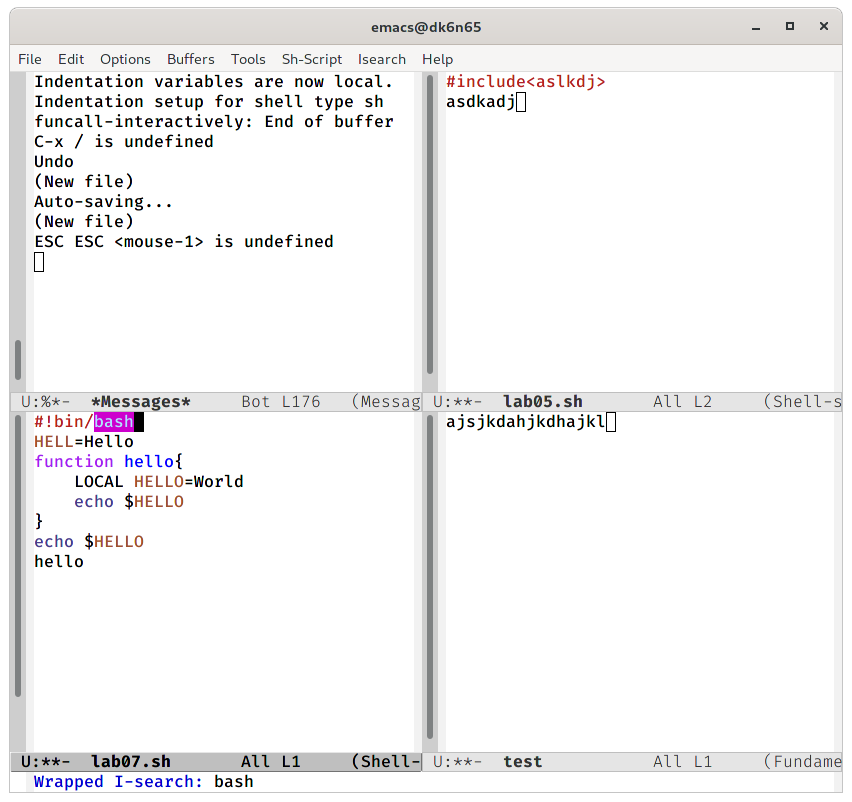 emacs@dk6n65
File Edit Options Buffers Tools Sh-Script Isearch Help
Indentation variables are now local.
Indentation setup for shell type sh
funcall-interactively: End of buffer
C-x / is undefined
Undo
(New file)
Auto-saving...
(New file)
ESC ESC <mouse-1> is undefined
U:%*- *Messages* Bot L176 (Messag
#include<aslkdj>
asdkadj
U:**- lab05.sh All L2 (Shell-s
#!bin/bash
HELL=Hello
function hello{
    LOCAL HELLO=World
    echo $HELLO
}
echo $HELLO
hello
U:**- lab07.sh All L1 (Shell-
ajsjkdahjkdhajkl
U:**- test All L1 (Fundame
Wrapped I-search: bash